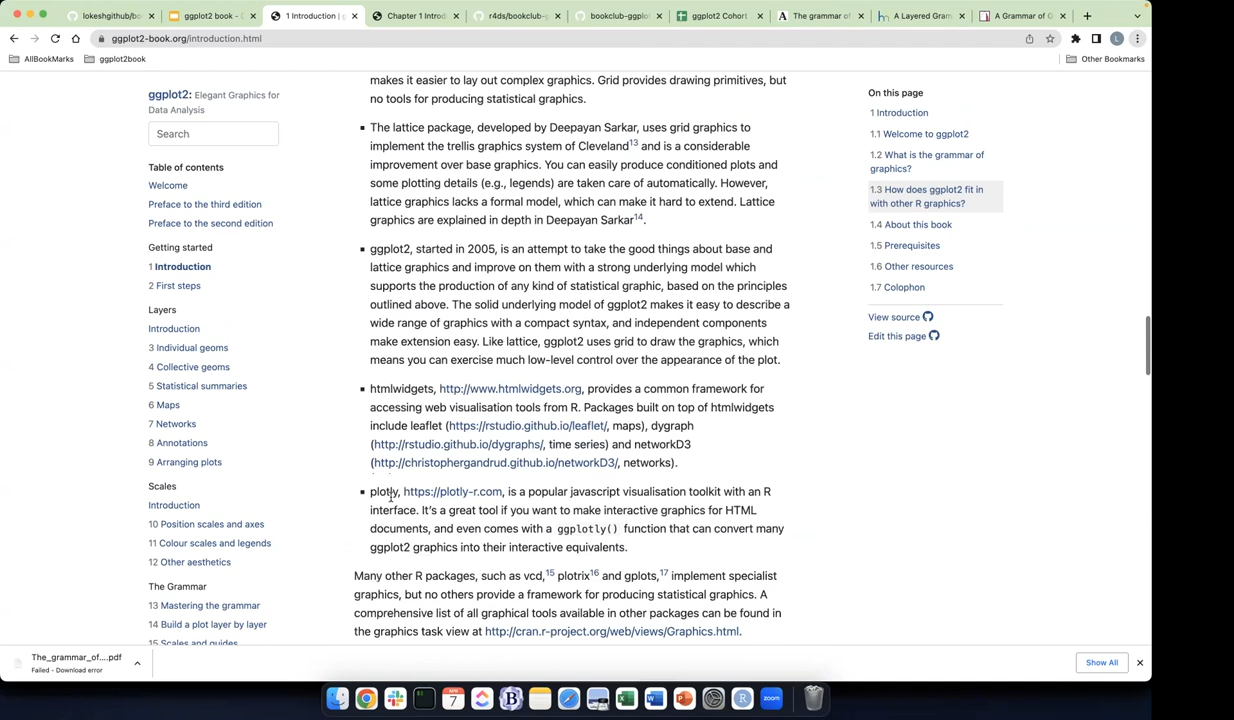 lokeshgithub/bo
ggplot2 book - G
1 Introduction | g
Chapter 1 Introd
r4ds/bookclub-g
bookclub-ggplo
ggplot2 Cohort
The grammar of
A Layered Gram
A Grammar of G
ggplot2-book.org/introduction.html
L
AllBookMarks
ggplot2book
Other Bookmarks
ggplot2: Elegant Graphics for
Data Analysis
Search
Table of contents
Welcome
Preface to the third edition
Preface to the second edition
Getting started
1 Introduction
2 First steps
Layers
Introduction
3 Individual geoms
4 Collective geoms
5 Statistical summaries
6 Maps
7 Networks
8 Annotations
9 Arranging plots
Scales
Introduction
10 Position scales and axes
11 Colour scales and legends
12 Other aesthetics
The Grammar
13 Mastering the grammar
14 Build a plot layer by layer
15 Scales and guides
makes it easier to lay out complex graphics. Grid provides drawing primitives, but
no tools for producing statistical graphics.
The lattice package, developed by Deepayan Sarkar, uses grid graphics to
implement the trellis graphics system of Cleveland13 and is a considerable
improvement over base graphics. You can easily produce conditioned plots and
some plotting details (e.g., legends) are taken care of automatically. However,
lattice graphics lacks a formal model, which can make it hard to extend. Lattice
graphics are explained in depth in Deepayan Sarkar14.
ggplot2, started in 2005, is an attempt to take the good things about base and
lattice graphics and improve on them with a strong underlying model which
supports the production of any kind of statistical graphic, based on the principles
outlined above. The solid underlying model of ggplot2 makes it easy to describe a
wide range of graphics with a compact syntax, and independent components
make extension easy. Like lattice, ggplot2 uses grid to draw the graphics, which
means you can exercise much low-level control over the appearance of the plot.
htmlwidgets, http://www.htmlwidgets.org, provides a common framework for
accessing web visualisation tools from R. Packages built on top of htmlwidgets
include leaflet (https://rstudio.github.io/leaflet/, maps), dygraph
(http://rstudio.github.io/dygraphs/, time series) and networkD3
(http://christophergandrud.github.io/networkD3/, networks).
plotly, https://plotly-r.com, is a popular javascript visualisation toolkit with an R
interface. It's a great tool if you want to make interactive graphics for HTML
documents, and even comes with a ggplotly() function that can convert many
ggplot2 graphics into their interactive equivalents.
Many other R packages, such as vcd,15 plotrix16 and gplots,17 implement specialist
graphics, but no others provide a framework for producing statistical graphics. A
comprehensive list of all graphical tools available in other packages can be found in
the graphics task view at http://cran.r-project.org/web/views/Graphics.html.
On this page
1 Introduction
1.1 Welcome to ggplot2
1.2 What is the grammar of
graphics?
1.3 How does ggplot2 fit in
with other R graphics?
1.4 About this book
1.5 Prerequisites
1.6 Other resources
1.7 Colophon
View source
Edit this page
The_grammar_of....pdf
Failed - Download error
Show All
APR
7
B
R
zoom